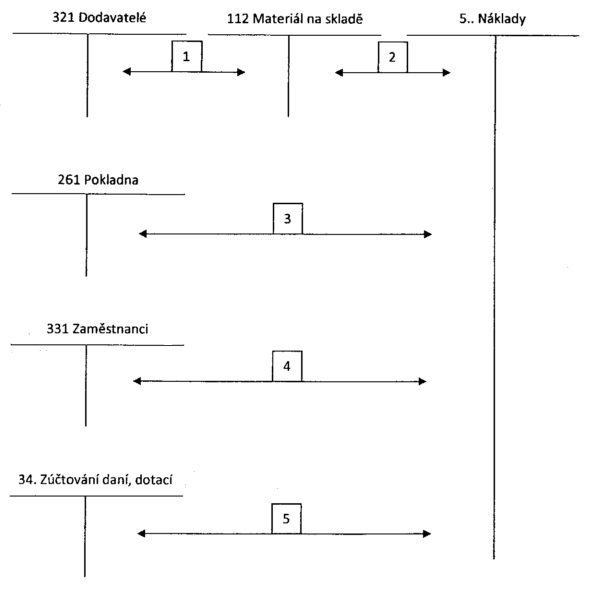 321 Dodavatelé 112 Materiál na skladě 5.. Náklady
1 2
261 Pokladna
3
331 Zaměstnanci
4
34. Zúčtování daní, dotací
5